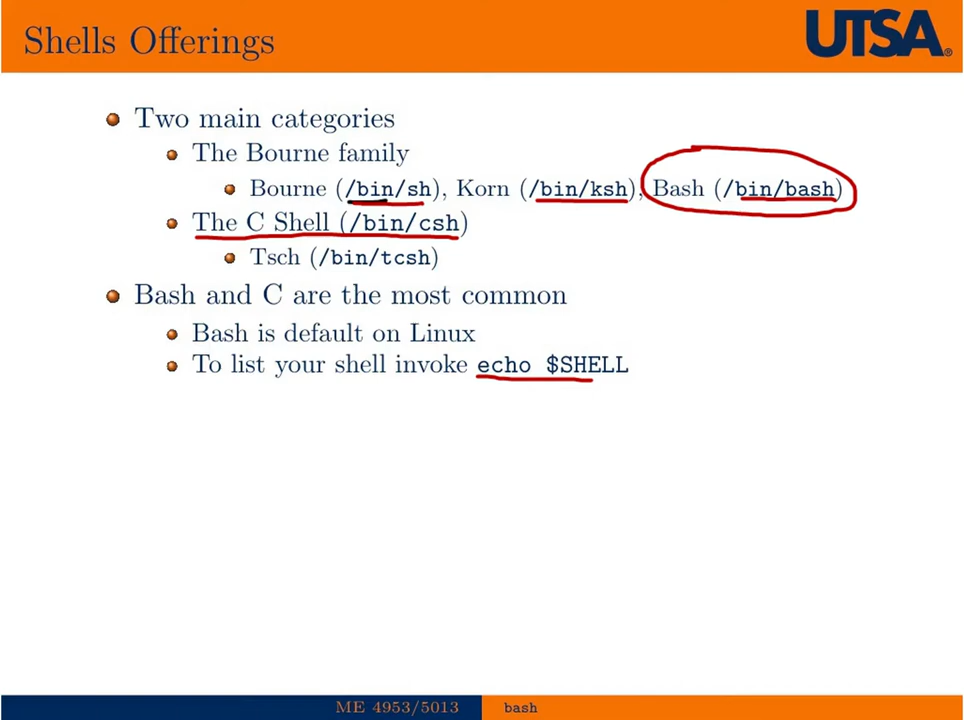 Shells Offerings
UTSA®
Two main categories
The Bourne family
Bourne (/bin/sh), Korn (/bin/ksh), Bash (/bin/bash)
The C Shell (/bin/csh)
Tsch (/bin/tcsh)
Bash and C are the most common
Bash is default on Linux
To list your shell invoke echo $SHELL
ME 4953/5013
bash